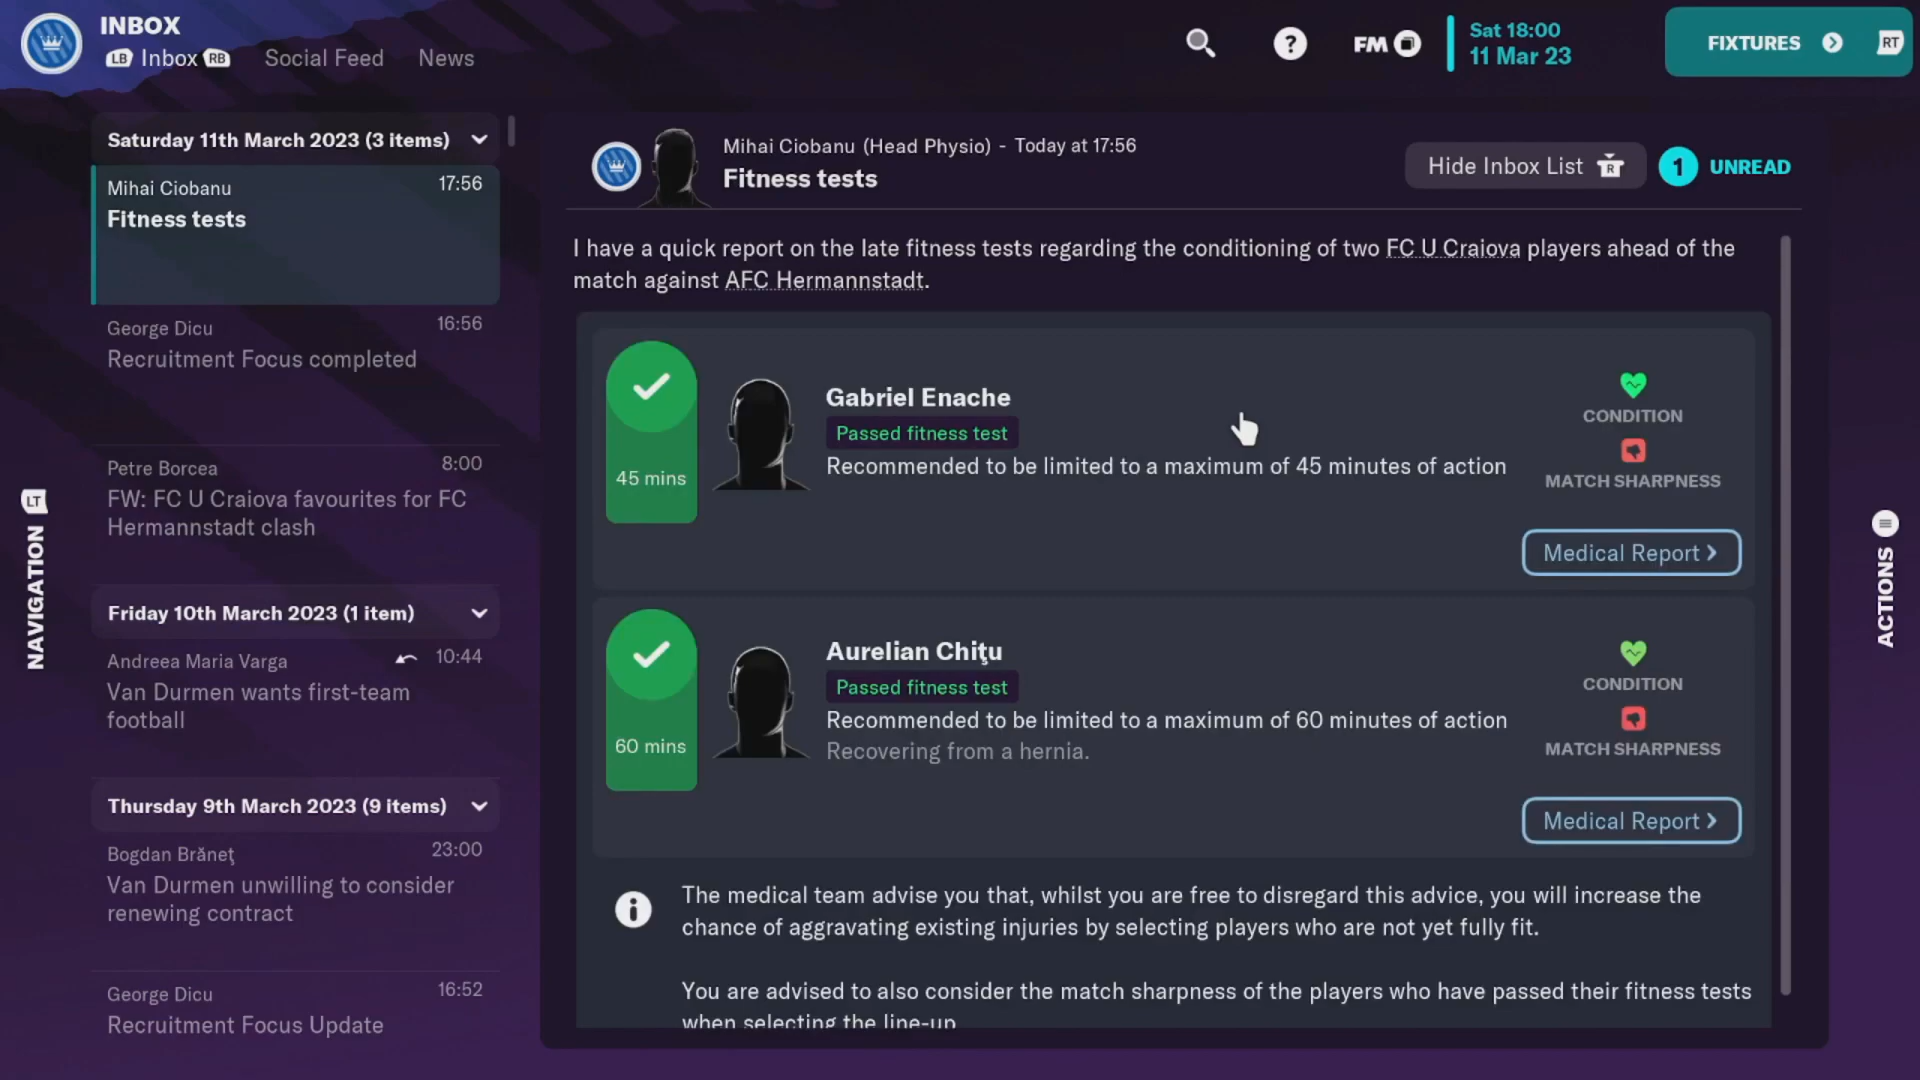 INBOX
LB Inbox RB Social Feed News
FM
Sat 18:00
11 Mar 23
FIXTURES RT
Saturday 11th March 2023 (3 items)
Mihai Ciobanu 17:56
Fitness tests
George Dicu 16:56
Recruitment Focus completed
Petre Borcea 8:00
FW: FC U Craiova favourites for FC
Hermannstadt clash
Friday 10th March 2023 (1 item)
Andreea Maria Varga 10:44
Van Durmen wants first-team
football
Thursday 9th March 2023 (9 items)
Bogdan Brăneţ 23:00
Van Durmen unwilling to consider
renewing contract
George Dicu 16:52
Recruitment Focus Update
LT
NAVIGATION
Mihai Ciobanu (Head Physio) - Today at 17:56
Fitness tests
Hide Inbox List R
1 UNREAD
I have a quick report on the late fitness tests regarding the conditioning of two FC U Craiova players ahead of the
match against AFC Hermannstadt.
45 mins
Gabriel Enache
Passed fitness test
Recommended to be limited to a maximum of 45 minutes of action
CONDITION
MATCH SHARPNESS
Medical Report
60 mins
Aurelian Chiţu
Passed fitness test
Recommended to be limited to a maximum of 60 minutes of action
Recovering from a hernia.
CONDITION
MATCH SHARPNESS
Medical Report
The medical team advise you that, whilst you are free to disregard this advice, you will increase the
chance of aggravating existing injuries by selecting players who are not yet fully fit.
You are advised to also consider the match sharpness of the players who have passed their fitness tests
when selecting the line-up
ACTIONS